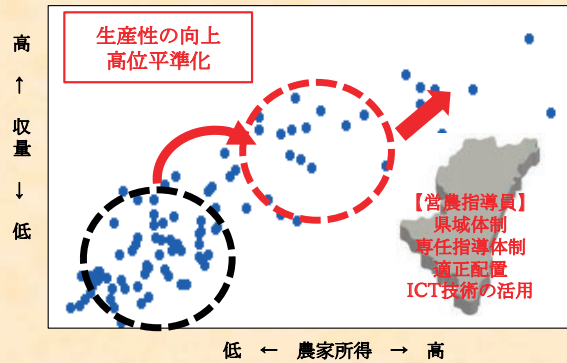 生産性の向上
高位平準化
高
↑
収
量
↓
低
【営農指導員】
県域体制
専任指導体制
適正配置
ICT技術の活用
低 ← 農家所得 → 高